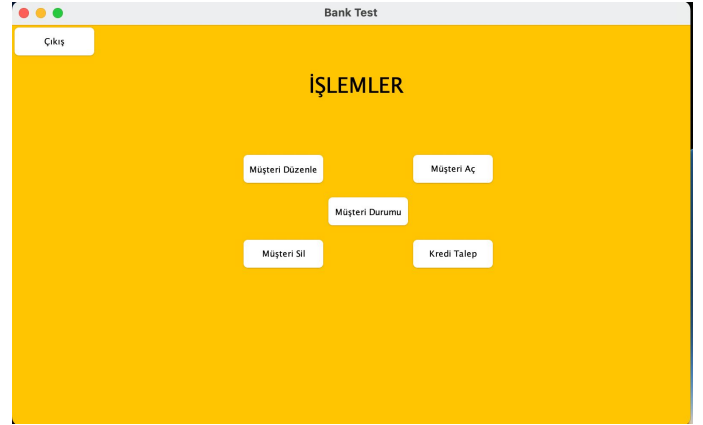 Bank Test
Çıkış
İŞLEMLER
Müşteri Düzenle
Müşteri Aç
Müşteri Durumu
Müşteri Sil
Kredi Talep